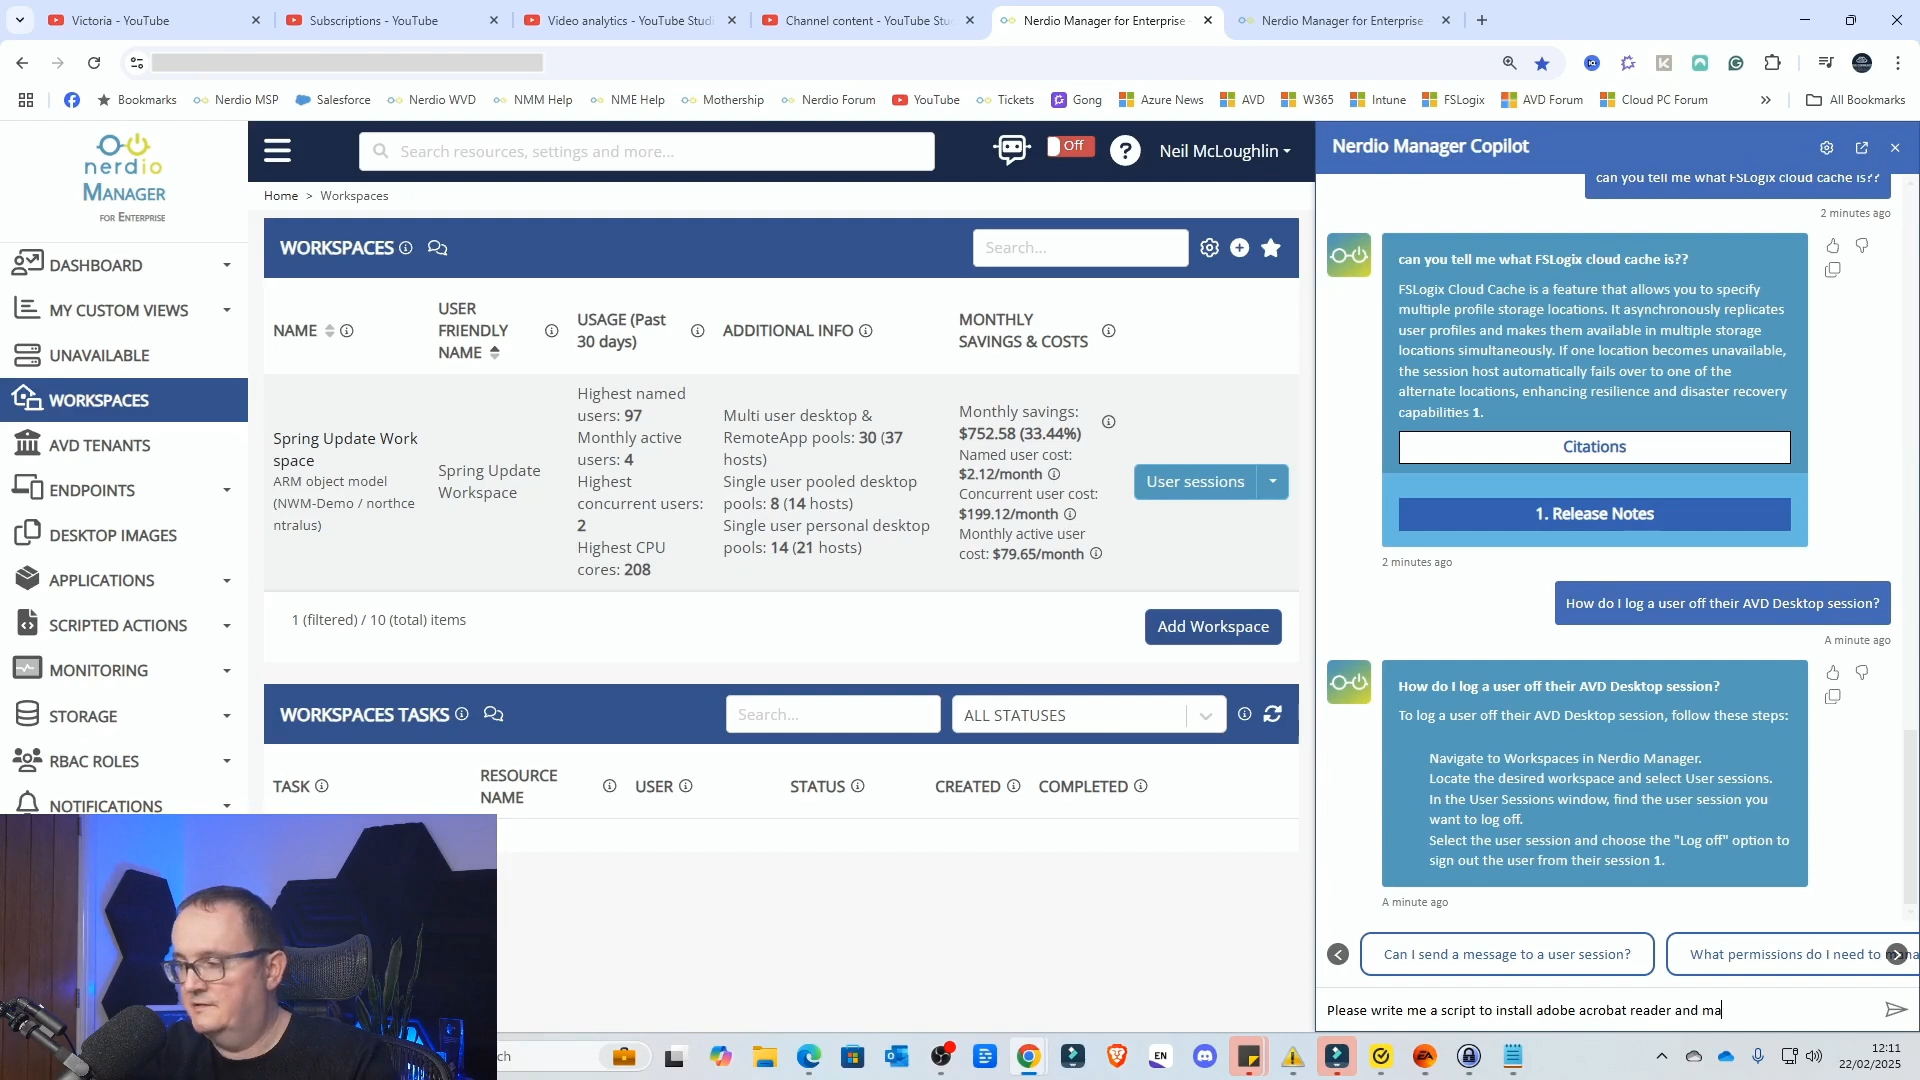 Victoria - YouTube
Subscriptions - YouTube
Video analytics - YouTube Studi
Channel content - YouTube Stu
Nerdio Manager for Enterprise
Nerdio Manager for Enterprise
Bookmarks
Nerdio MSP
Salesforce
Nerdio WVD
NMM Help
NME Help
Mothership
Nerdio Forum
YouTube
Tickets
Gong
Azure News
AVD
W365
Intune
FSLogix
AVD Forum
Cloud PC Forum
All Bookmarks
nerdio
MANAGER
FOR ENTERPRISE
Search resources, settings and more...
Off
?
Neil McLoughlin
Home > Workspaces
DASHBOARD
MY CUSTOM VIEWS
UNAVAILABLE
WORKSPACES
AVD TENANTS
ENDPOINTS
DESKTOP IMAGES
APPLICATIONS
SCRIPTED ACTIONS
MONITORING
STORAGE
RBAC ROLES
NOTIFICATIONS
WORKSPACES
Search...
NAME
USER
FRIENDLY
NAME
USAGE (Past
30 days)
ADDITIONAL INFO
MONTHLY
SAVINGS & COSTS
Spring Update Work
space
ARM object model
(NWM-Demo / northce
ntralus)
Spring Update
Workspace
Highest named
users: 97
Monthly active
users: 4
Highest
concurrent users:
2
Highest CPU
cores: 208
Multi user desktop &
RemoteApp pools: 30 (37
hosts)
Single user pooled desktop
pools: 8 (14 hosts)
Single user personal desktop
pools: 14 (21 hosts)
Monthly savings:
$752.58 (33.44%)
Named user cost:
$2.12/month
Concurrent user cost:
$199.12/month
Monthly active user
cost: $79.65/month
User sessions
1 (filtered) / 10 (total) items
Add Workspace
WORKSPACES TASKS
Search...
ALL STATUSES
TASK
RESOURCE
NAME
USER
STATUS
CREATED
COMPLETED
Nerdio Manager Copilot
can you tell me what FSLogix cloud cache is??
2 minutes ago
can you tell me what FSLogix cloud cache is??
FSLogix Cloud Cache is a feature that allows you to specify
multiple profile storage locations. It asynchronously replicates
user profiles and makes them available in multiple storage
locations simultaneously. If one location becomes unavailable,
the session host automatically fails over to one of the
alternate locations, enhancing resilience and disaster recovery
capabilities 1.
Citations
1. Release Notes
2 minutes ago
How do I log a user off their AVD Desktop session?
A minute ago
How do I log a user off their AVD Desktop session?
To log a user off their AVD Desktop session, follow these steps:
Navigate to Workspaces in Nerdio Manager.
Locate the desired workspace and select User sessions.
In the User Sessions window, find the user session you
want to log off.
Select the user session and choose the "Log off" option to
sign out the user from their session 1.
A minute ago
Can I send a message to a user session?
What permissions do I need to mana
Please write me a script to install adobe acrobat reader and ma
ch
EN
EA
12:11
22/02/2025